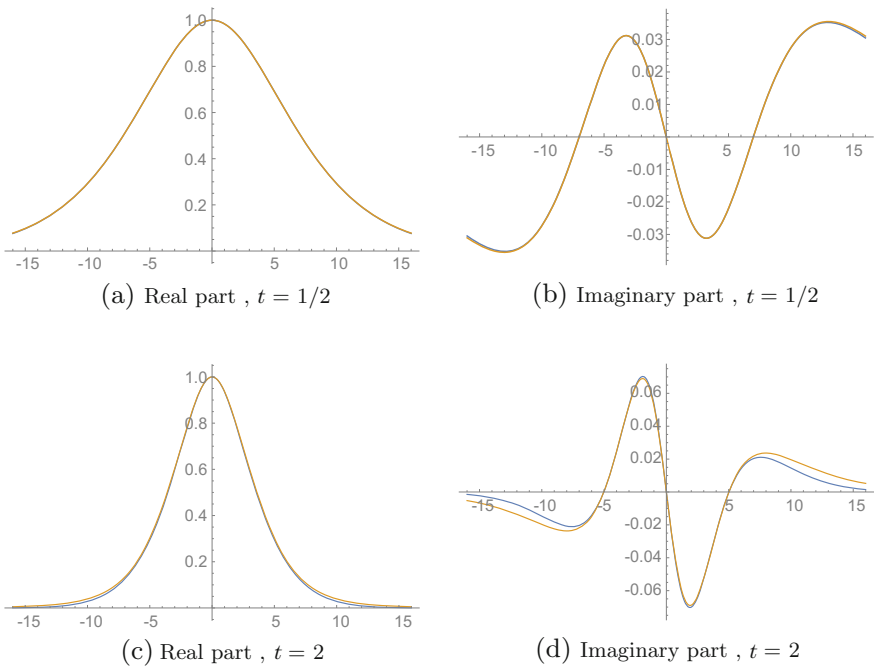 1.0
0.8
0.6
0.4
0.2
-15 -10 -5 5 10 15
(a) Real part , t = 1/2
0.03
0.02
0.01
-15 -10 -5 5 10 15
-0.01
-0.02
-0.03
(b) Imaginary part , t = 1/2
1.0
0.8
0.6
0.4
0.2
-15 -10 -5 5 10 15
(c) Real part , t = 2
0.06
0.04
0.02
-15 -10 -5 5 10 15
-0.02
-0.04
-0.06
(d) Imaginary part , t = 2